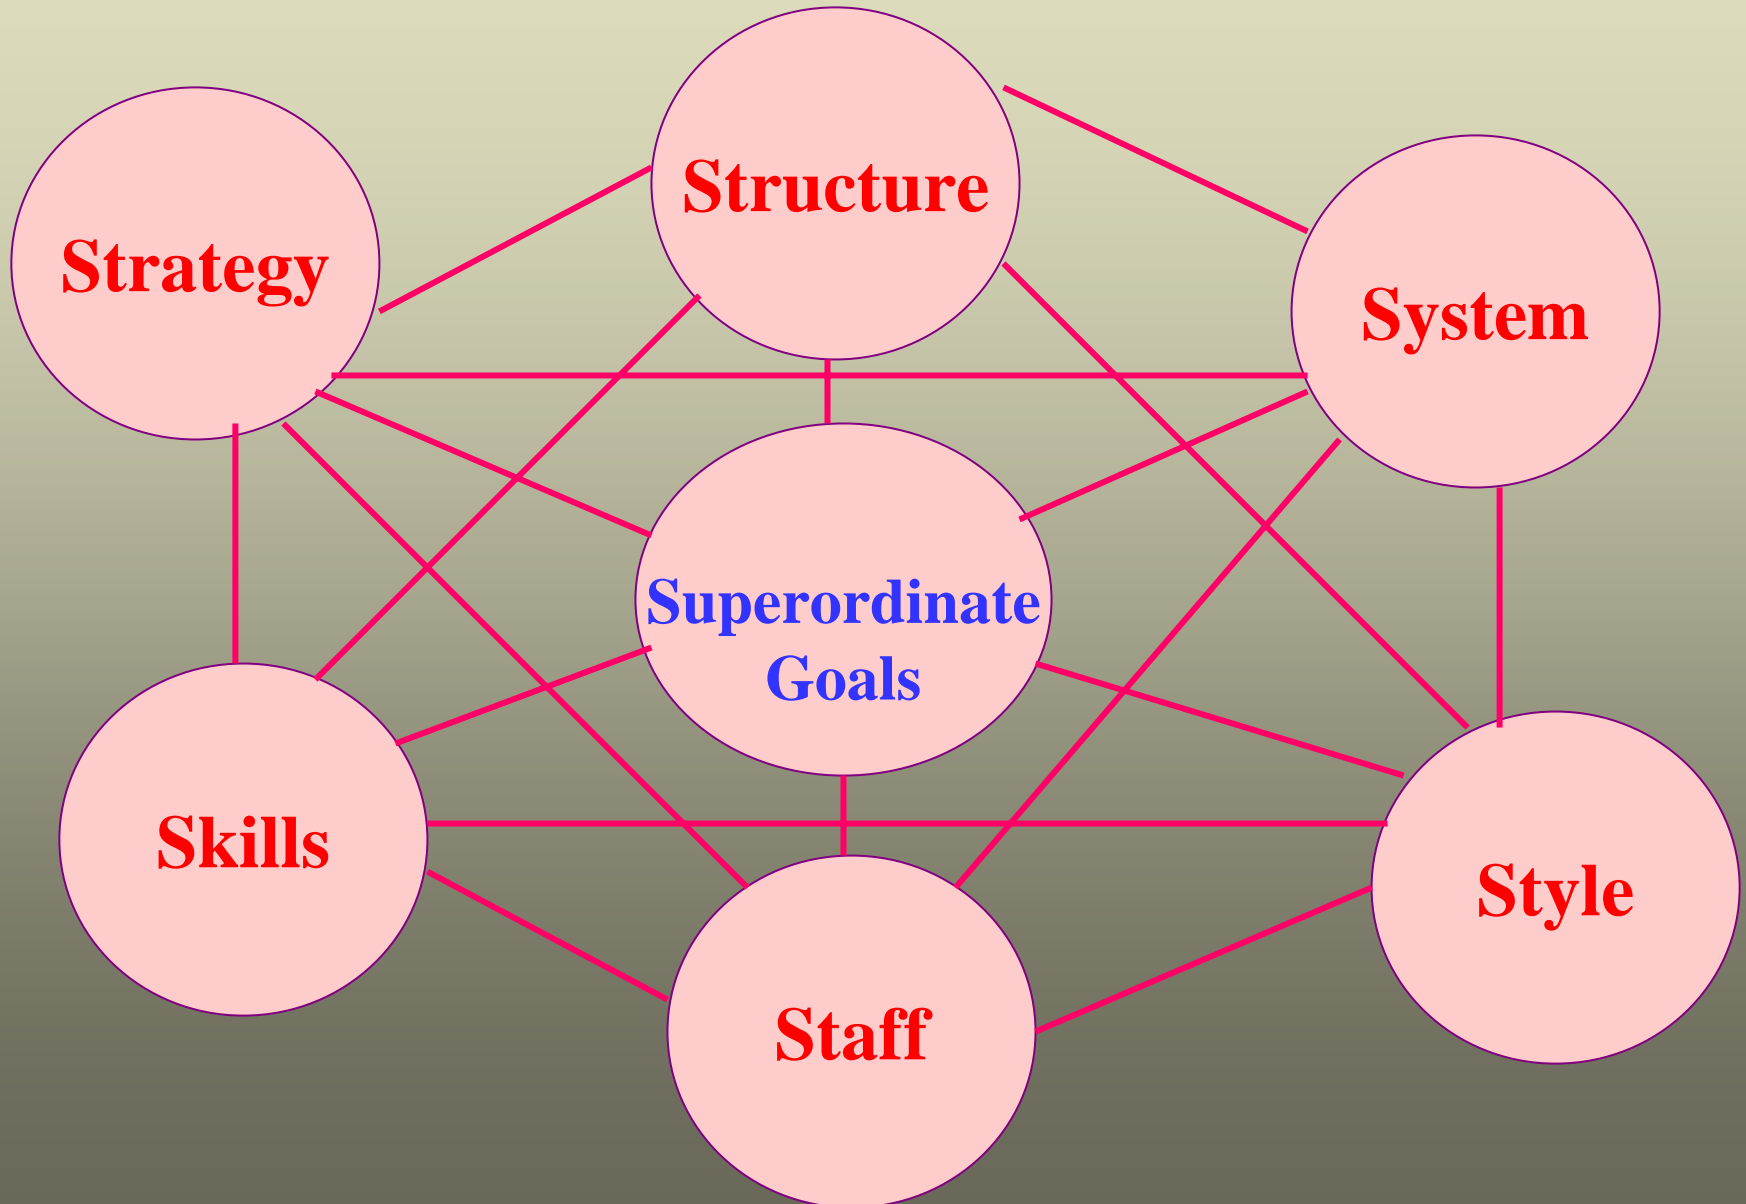 Structure
Strategy
System
Superordinate
Goals
Skills
Style
Staff